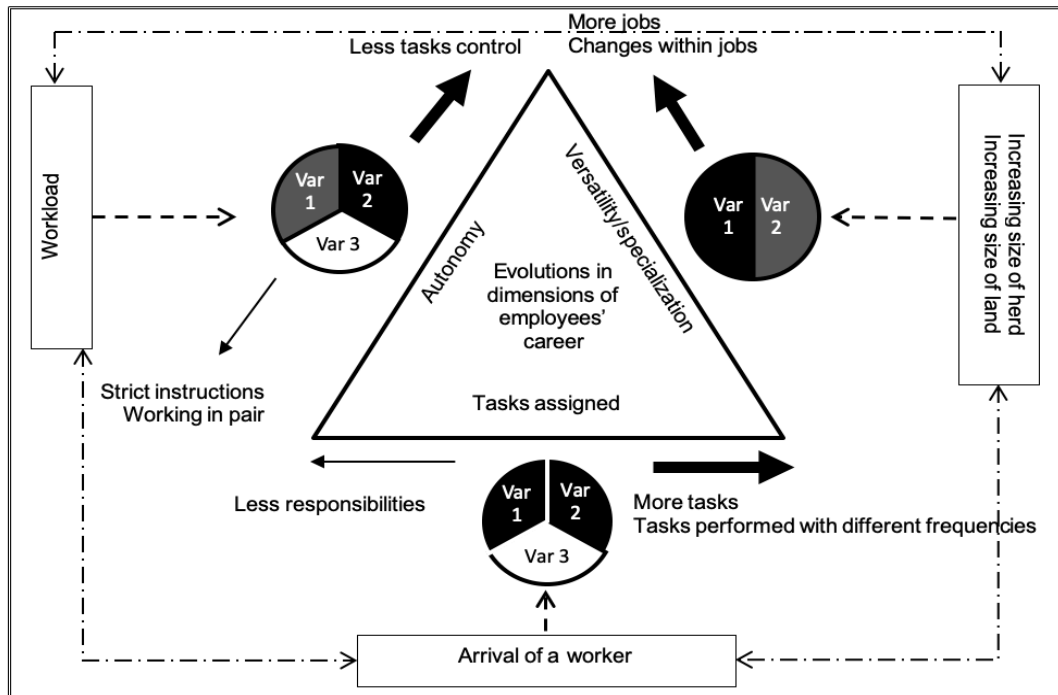 More jobs
Changes within jobs
Less tasks control
Workload
Var
1
Var
2
Var 3
Autonomy
Versatility/specialization
Var
1
Var
2
Increasing size of herd
Increasing size of land
Evolutions in
dimensions of
employees’
career
Strict instructions
Working in pair
Tasks assigned
Less responsibilities
Var
1
Var
2
Var 3
More tasks
Tasks performed with different frequencies
Arrival of a worker